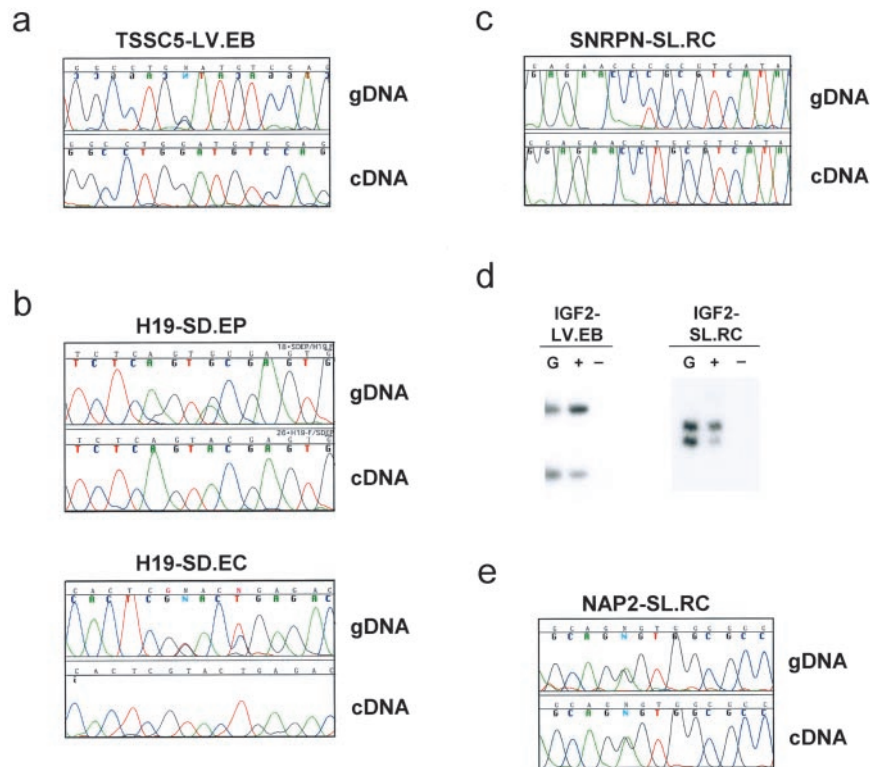 a
TSSC5-LV.EB
gDNA
G G C C T G G A T G T C C A G
cDNA
b
H19-SD.EP
T C T C A G T G C G A G T G
T C T C A G T G C G A G T G
gDNA
T C T C A G T A C G A G T G
T C T C A G T A C G A G T G
cDNA
H19-SD.EC
C A C T C G N A C N G A G A C
C A C T C G N A C T G A G A C
gDNA
C A C T C G T A C T G A G A C
cDNA
c
SNRPN-SL.RC
G A G A A C C C G C G T C A T A
gDNA
G G A G A A C C T G C G T C A T A
cDNA
d
IGF2-
LV.EB
G + –
IGF2-
SL.RC
G + –
e
NAP2-SL.RC
G C A G N G T G G C G C C
gDNA
G C A G N G T G G C G C C
cDNA